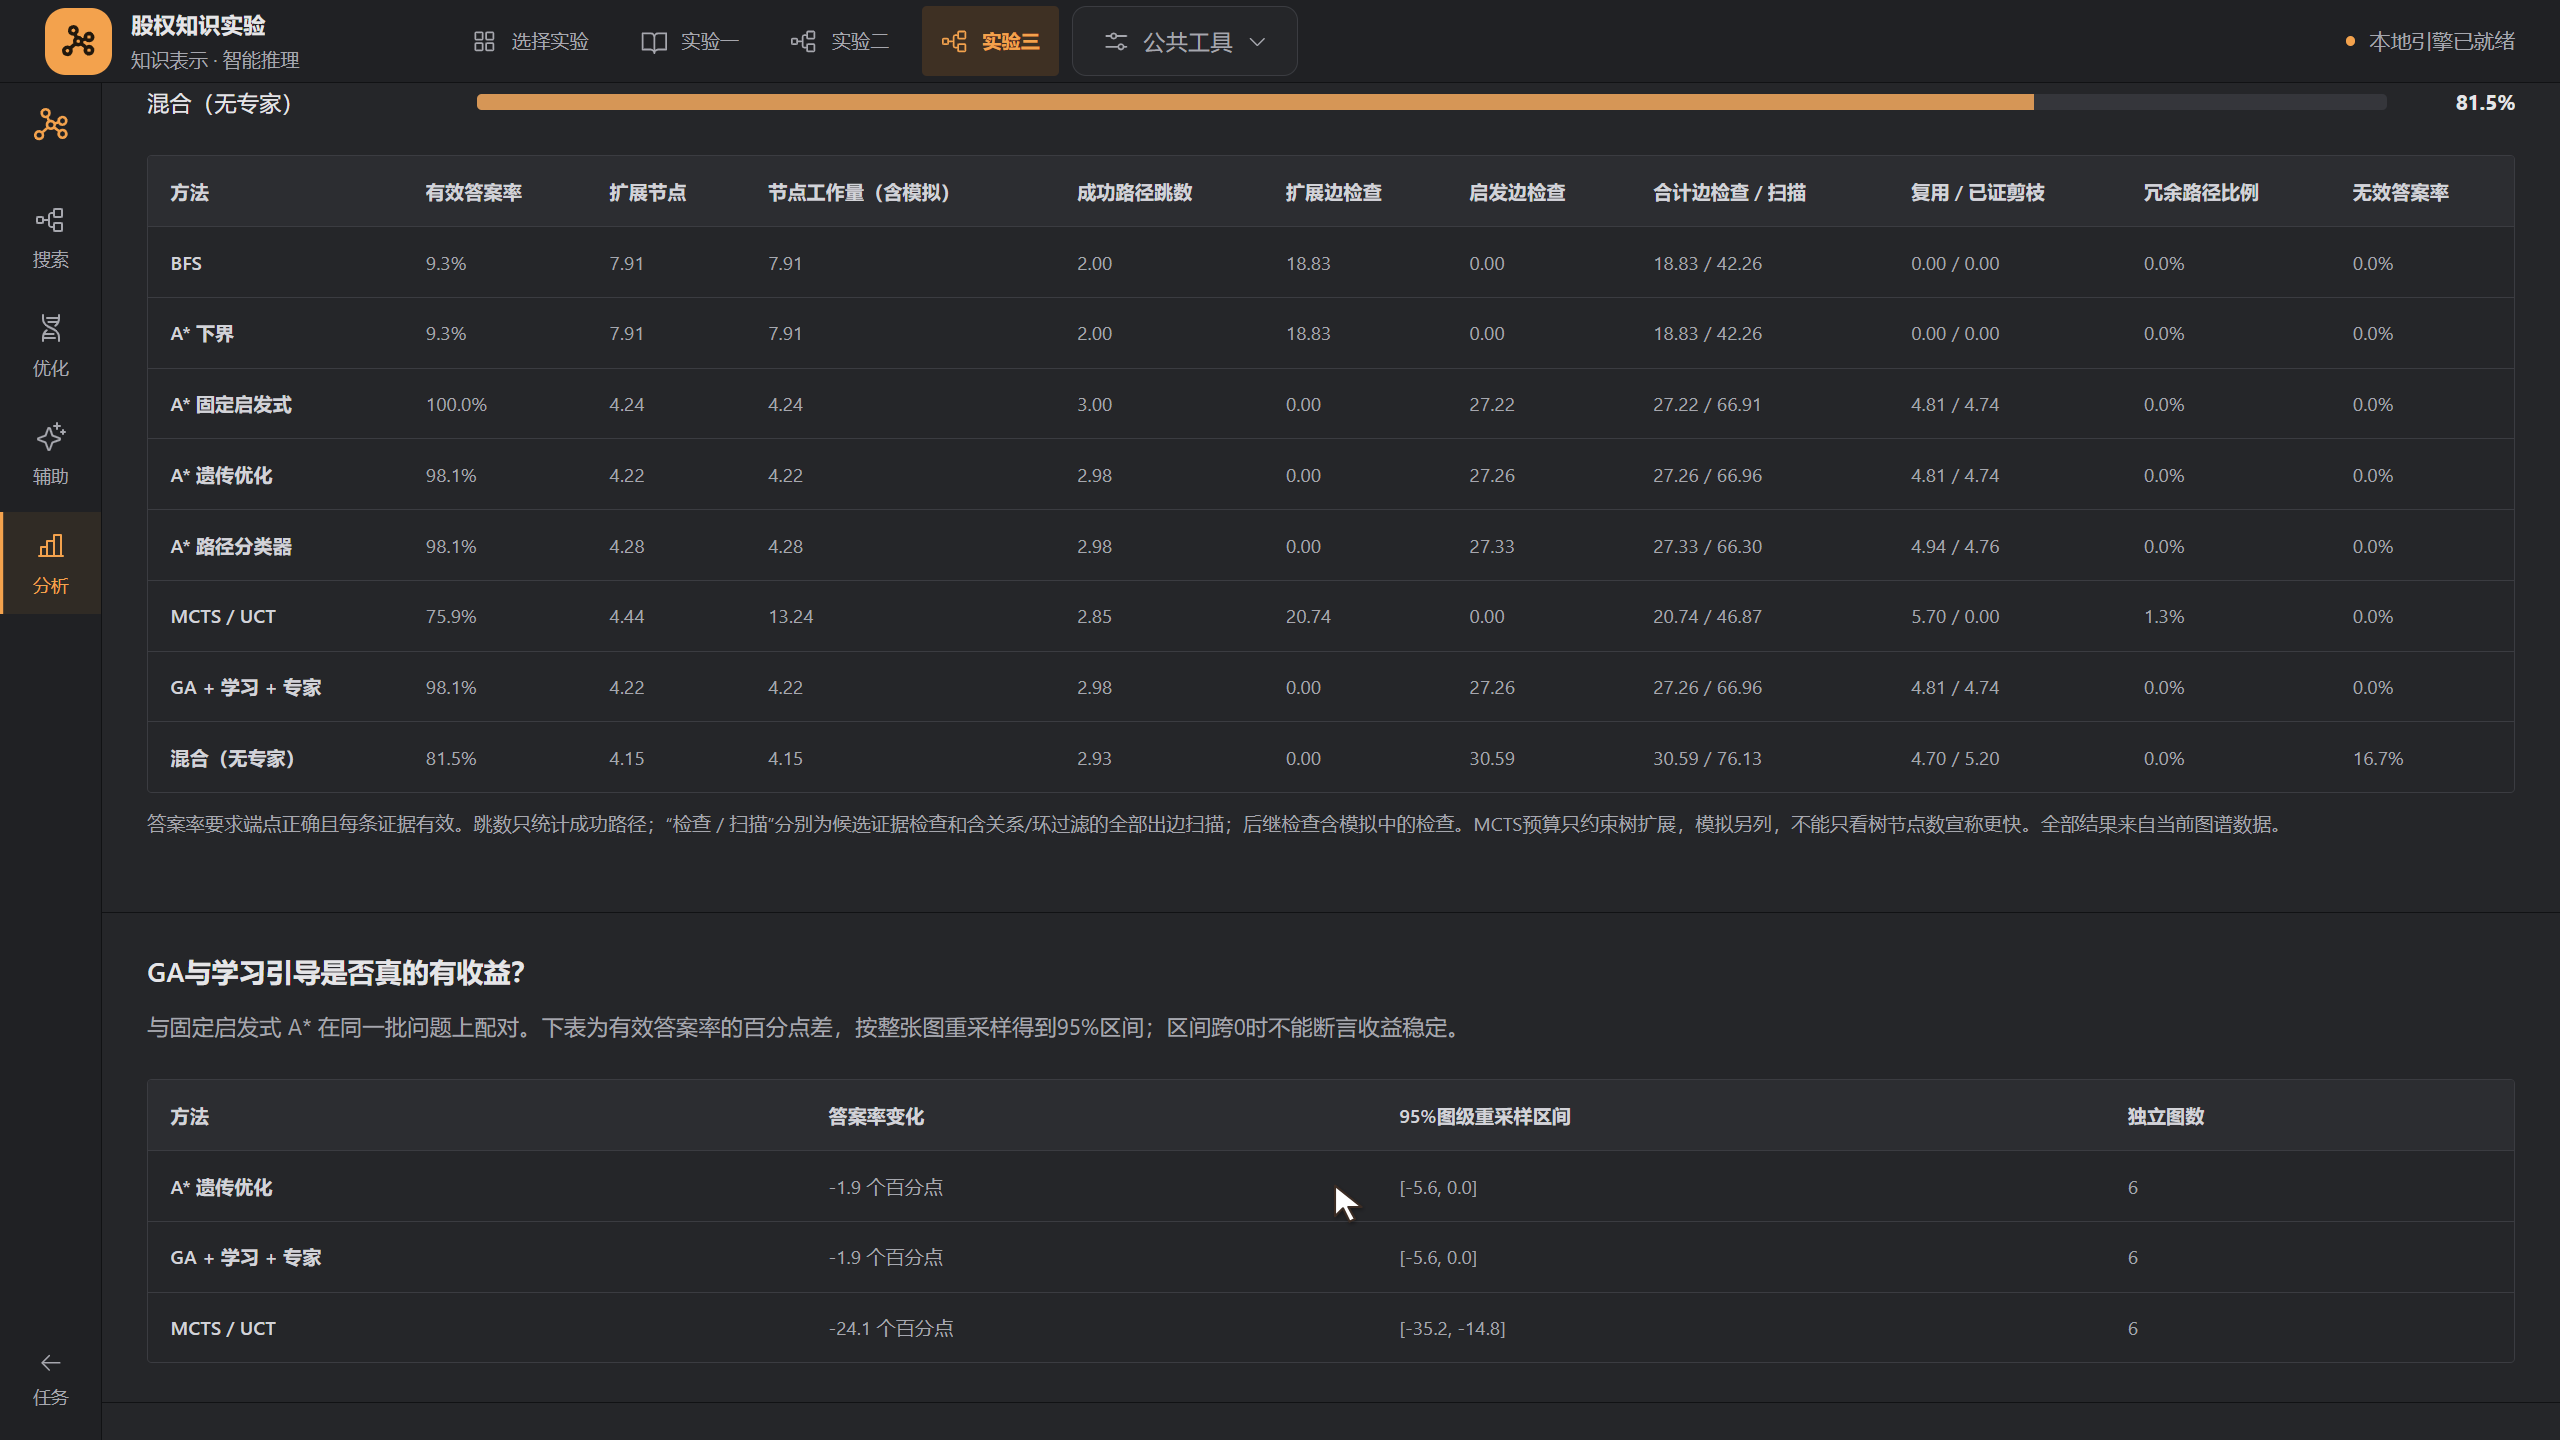 股权知识实验
知识表示 · 智能推理
选择实验
实验一
实验二
实验三
公共工具
本地引擎已就绪
搜索
优化
辅助
分析
任务
混合（无专家） 81.5%
方法 有效答案率 扩展节点 节点工作量（含模拟） 成功路径跳数 扩展边检查 启发边检查 合计边检查 / 扫描 复用 / 已证剪枝 冗余路径比例 无效答案率
BFS 9.3% 7.91 7.91 2.00 18.83 0.00 18.83 / 42.26 0.00 / 0.00 0.0% 0.0%
A* 下界 9.3% 7.91 7.91 2.00 18.83 0.00 18.83 / 42.26 0.00 / 0.00 0.0% 0.0%
A* 固定启发式 100.0% 4.24 4.24 3.00 0.00 27.22 27.22 / 66.91 4.81 / 4.74 0.0% 0.0%
A* 遗传优化 98.1% 4.22 4.22 2.98 0.00 27.26 27.26 / 66.96 4.81 / 4.74 0.0% 0.0%
A* 路径分类器 98.1% 4.28 4.28 2.98 0.00 27.33 27.33 / 66.30 4.94 / 4.76 0.0% 0.0%
MCTS / UCT 75.9% 4.44 13.24 2.85 20.74 0.00 20.74 / 46.87 5.70 / 0.00 1.3% 0.0%
GA + 学习 + 专家 98.1% 4.22 4.22 2.98 0.00 27.26 27.26 / 66.96 4.81 / 4.74 0.0% 0.0%
混合（无专家） 81.5% 4.15 4.15 2.93 0.00 30.59 30.59 / 76.13 4.70 / 5.20 0.0% 16.7%
答案率要求端点正确且每条证据有效。跳数只统计成功路径；“检查 / 扫描”分别为候选证据检查和含关系/环过滤的全部出边扫描；后继检查含模拟中的检查。MCTS预算只约束树扩展，模拟另列，不能只看树节点数宣称更快。全部结果来自当前图谱数据。
GA与学习引导是否真的有收益？
与固定启发式 A* 在同一批问题上配对。下表为有效答案率的百分点差，按整张图重采样得到95%区间；区间跨0时不能断言收益稳定。
方法 答案率变化 95%图级重采样区间 独立图数
A* 遗传优化 -1.9 个百分点 [-5.6, 0.0] 6
GA + 学习 + 专家 -1.9 个百分点 [-5.6, 0.0] 6
MCTS / UCT -24.1 个百分点 [-35.2, -14.8] 6